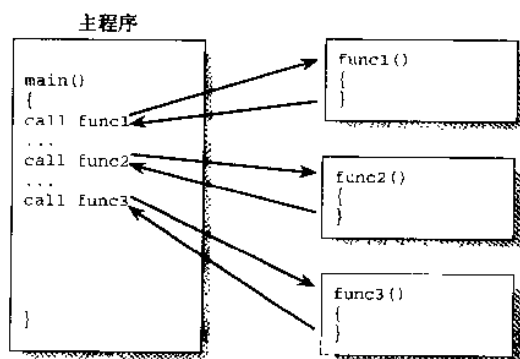 主程序
main()
{
call func1
...
call func2
...
call func3
}
func1()
{
}
func2()
{
}
func3()
{
}